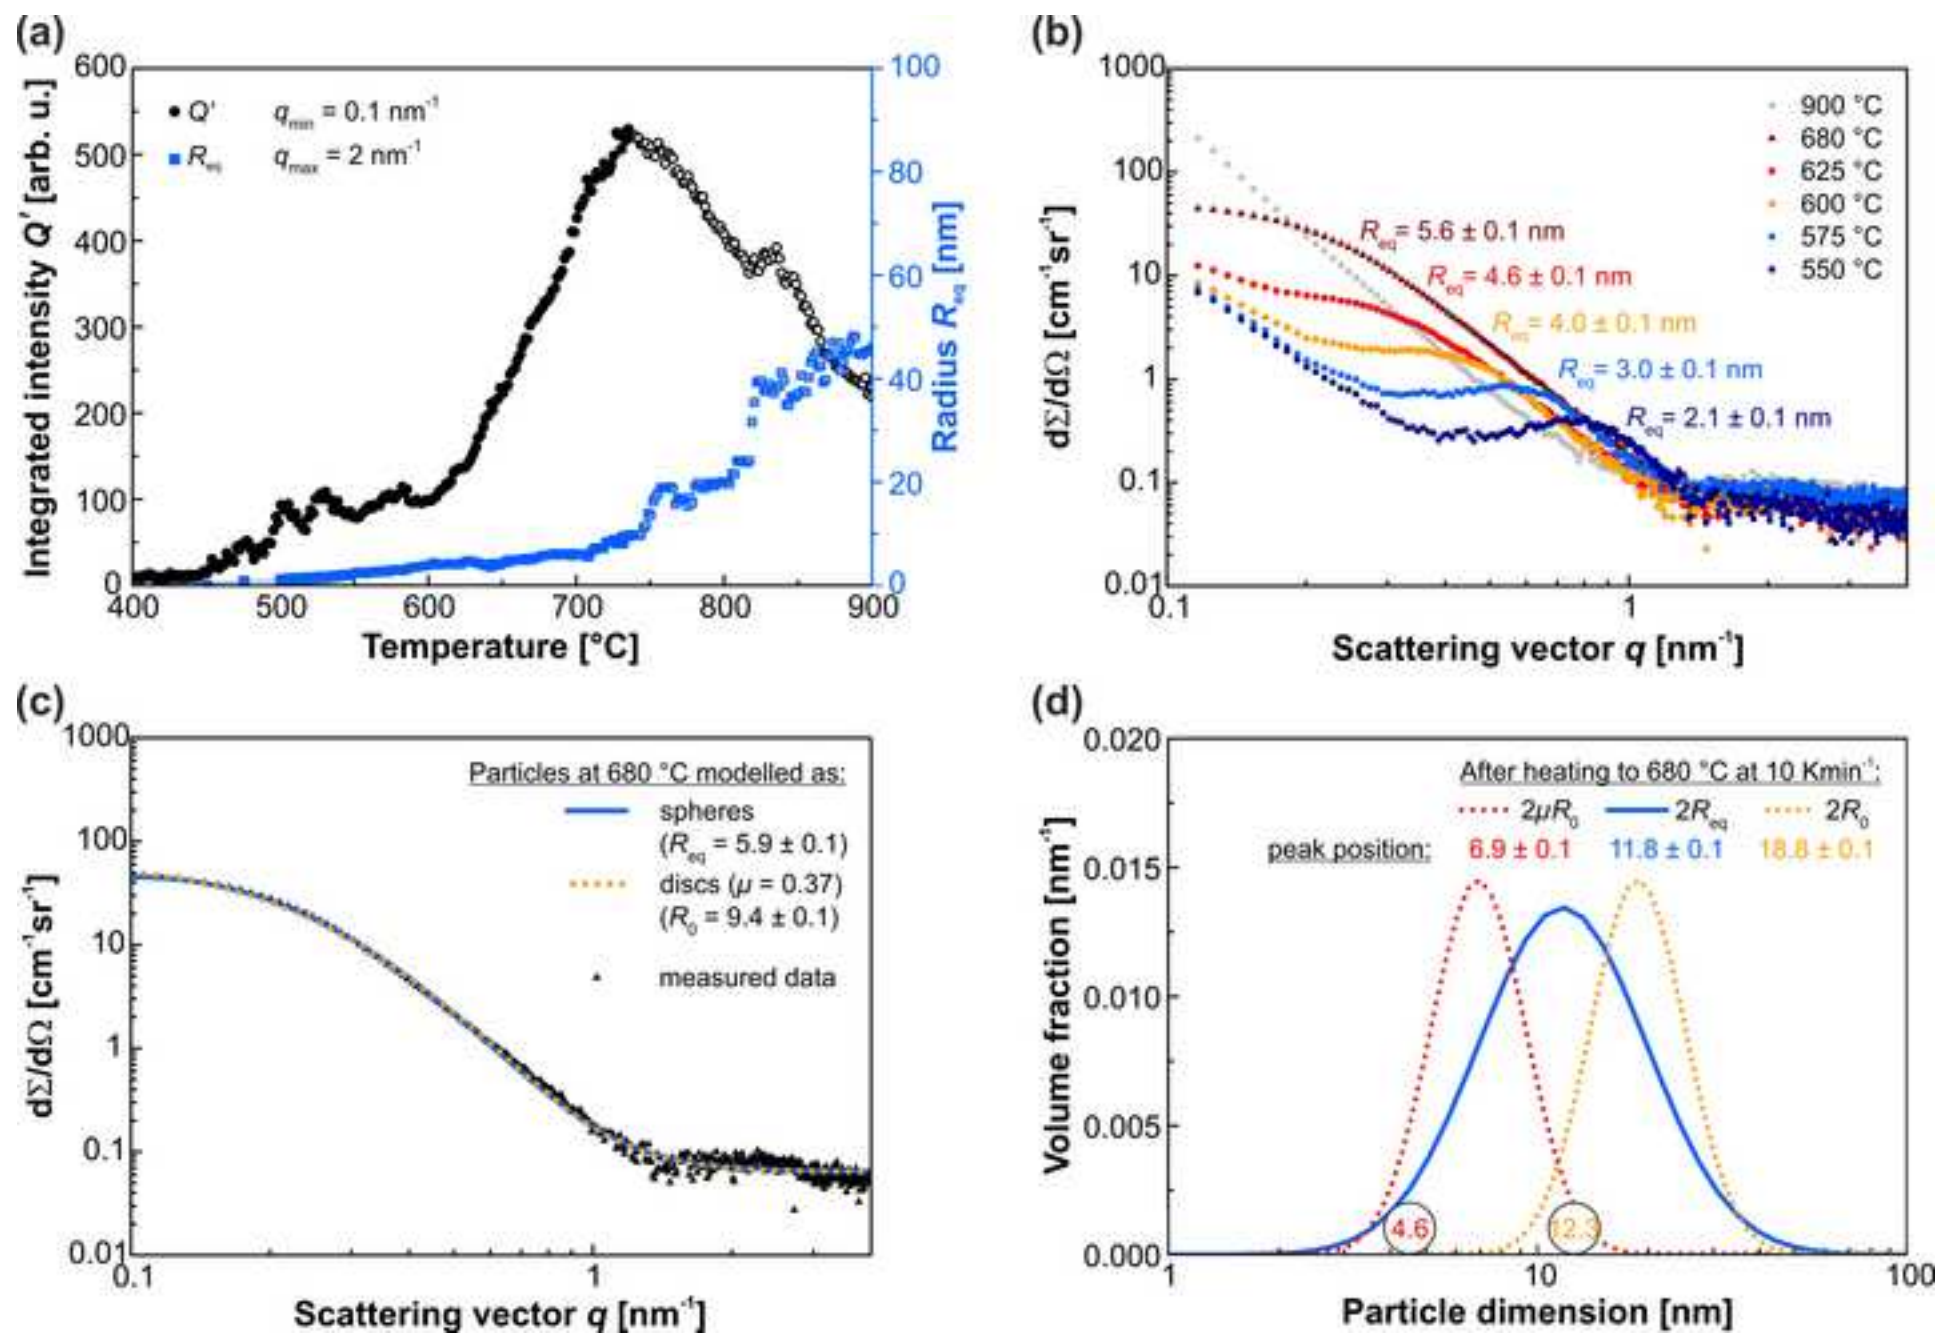 (a)
600
500
400
300
200
100
0
Integrated intensity Q' [arb. u.]
Q' q_min = 0.1 nm⁻¹
R_eq q_max = 2 nm⁻¹
100
80
60
40
20
0
Radius R_eq [nm]
400 500 600 700 800 900
Temperature [°C]
(b)
1000
100
10
1
0.1
0.01
dΣ/dΩ [cm⁻¹sr⁻¹]
900 °C
680 °C
625 °C
600 °C
575 °C
550 °C
R_eq= 5.6 ± 0.1 nm
R_eq= 4.6 ± 0.1 nm
R_eq= 4.0 ± 0.1 nm
R_eq= 3.0 ± 0.1 nm
R_eq= 2.1 ± 0.1 nm
0.1 1
Scattering vector q [nm⁻¹]
(c)
1000
100
10
1
0.1
0.01
dΣ/dΩ [cm⁻¹sr⁻¹]
Particles at 680 °C modelled as:
spheres
(R_eq = 5.9 ± 0.1)
discs (μ = 0.37)
(R₀ = 9.4 ± 0.1)
measured data
0.1 1
Scattering vector q [nm⁻¹]
(d)
0.020
0.015
0.010
0.005
0.000
Volume fraction [nm⁻¹]
After heating to 680 °C at 10 Kmin⁻¹:
2μR₀ 2R_eq 2R₀
peak position: 6.9 ± 0.1 11.8 ± 0.1 18.8 ± 0.1
4.6 12.3
1 10 100
Particle dimension [nm]